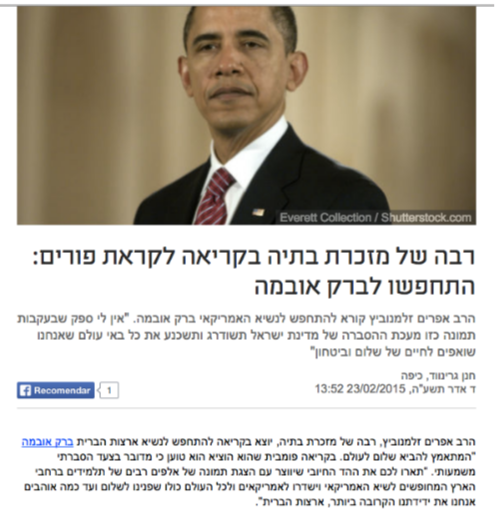 Everett Collection / Shutterstock.com
רבה של מזכרת בתיה בקריאה לקראת פורים:
התחפשו לברק אובמה
הרב אפרים זלמנוביץ קורא להתחפש לנשיא האמריקאי ברק אובמה. "אין לי ספק שבעקבות
תמונה כזו מערכת ההסברה של מדינת ישראל תשודרג ותשכנע את כל באי עולם שאנחנו
שואפים לחיים של שלום וביטחון"
חנן גרינווד, כיפה
ד אדר תשע"ה, 23/02/2015 13:52
Recomendar 1
הרב אפרים זלמנוביץ, רבה של מזכרת בתיה, יוצא בקריאה להתחפש לנשיא ארצות הברית ברק אובמה
"המתאמץ להביא שלום לעולם. בקריאה פומבית שהוא הוציא הוא טוען כי מדובר בצעד הסברתי
משמעותי. "תארו לכם את ההד החיובי שיווצר עם הצגת תמונה של אלפים רבים של תלמידים ברחבי
הארץ המחופשים לנשיא האמריקאי וישדרו לאמריקאים ולכל העולם כולו שפנינו לשלום ועד כמה אוהבים
אנחנו את ידידתנו הקרובה ביותר, ארצות הברית".